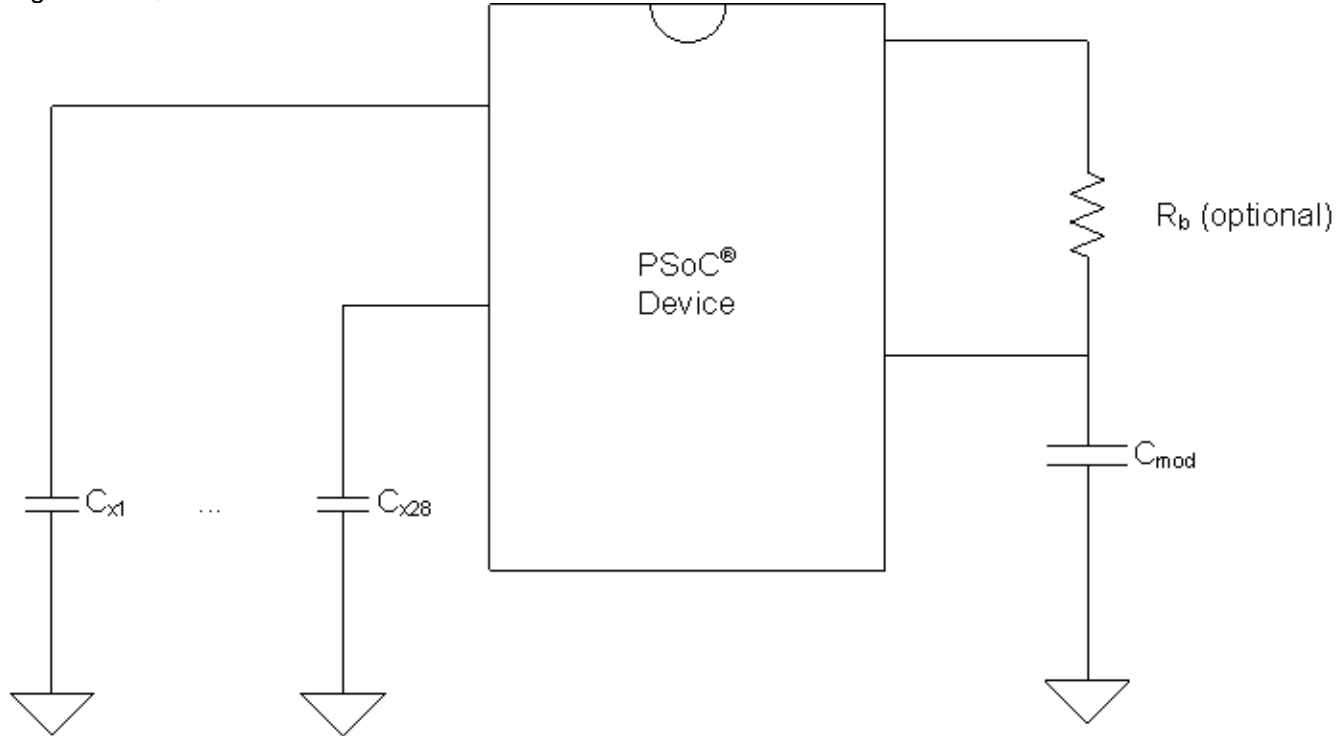 R_b (optional)
PSoC®
Device
C_mod
C_x1
...
C_x28